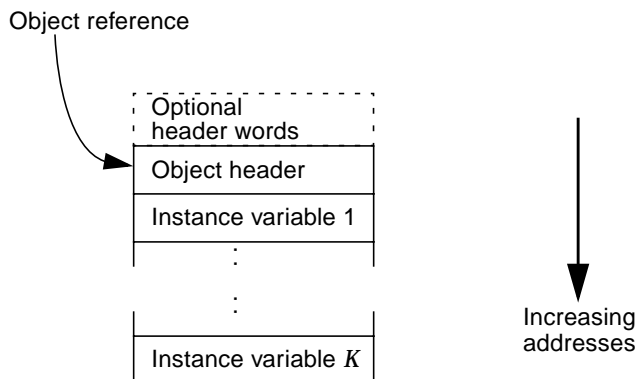 Object reference
Optional
header words
Object header
Instance variable 1
:
:
Instance variable K
Increasing
addresses